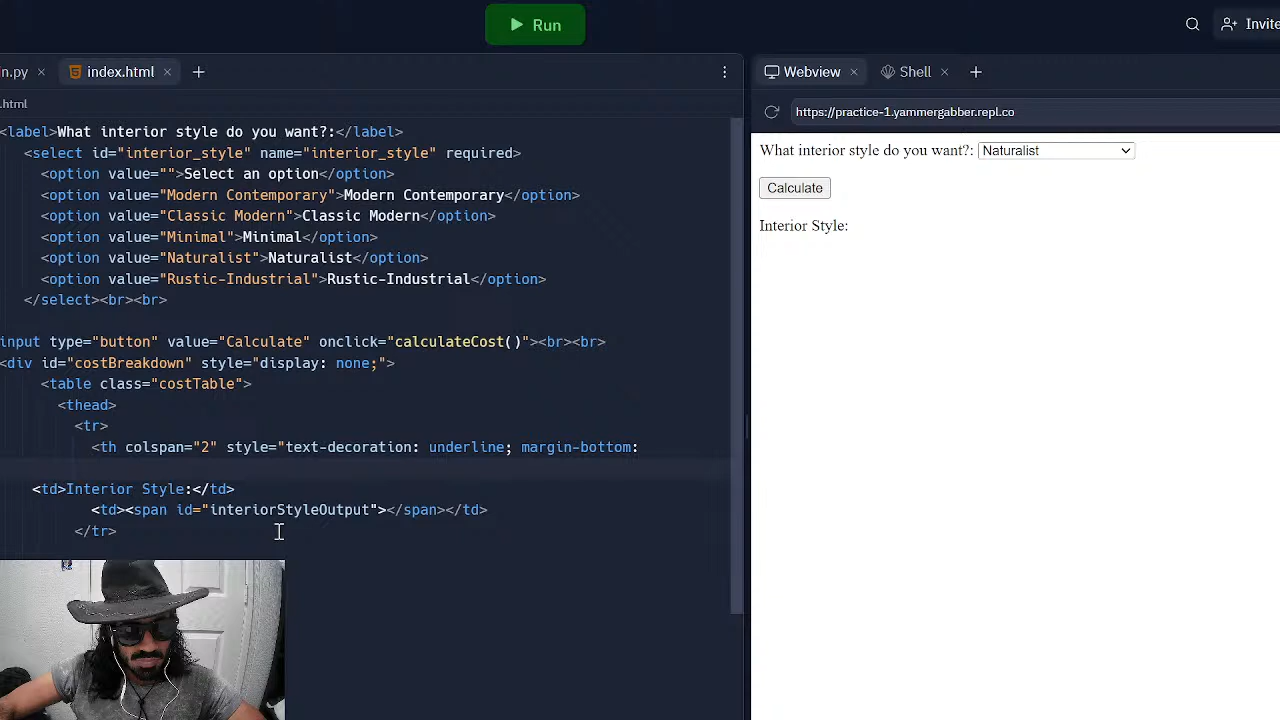 Run
Invite
n.py × index.html × +
Webview × Shell × +
.html
https://practice-1.yammergabber.repl.co
<label>What interior style do you want?:</label>
<select id="interior_style" name="interior_style" required>
<option value="">Select an option</option>
<option value="Modern Contemporary">Modern Contemporary</option>
<option value="Classic Modern">Classic Modern</option>
<option value="Minimal">Minimal</option>
<option value="Naturalist">Naturalist</option>
<option value="Rustic-Industrial">Rustic-Industrial</option>
</select><br><br>
input type="button" value="Calculate" onclick="calculateCost()"><br><br>
<div id="costBreakdown" style="display: none;">
<table class="costTable">
<thead>
<tr>
<th colspan="2" style="text-decoration: underline; margin-bottom:
<td>Interior Style:</td>
<td><span id="interiorStyleOutput"></span></td>
</tr>
What interior style do you want?: Naturalist
Calculate
Interior Style: